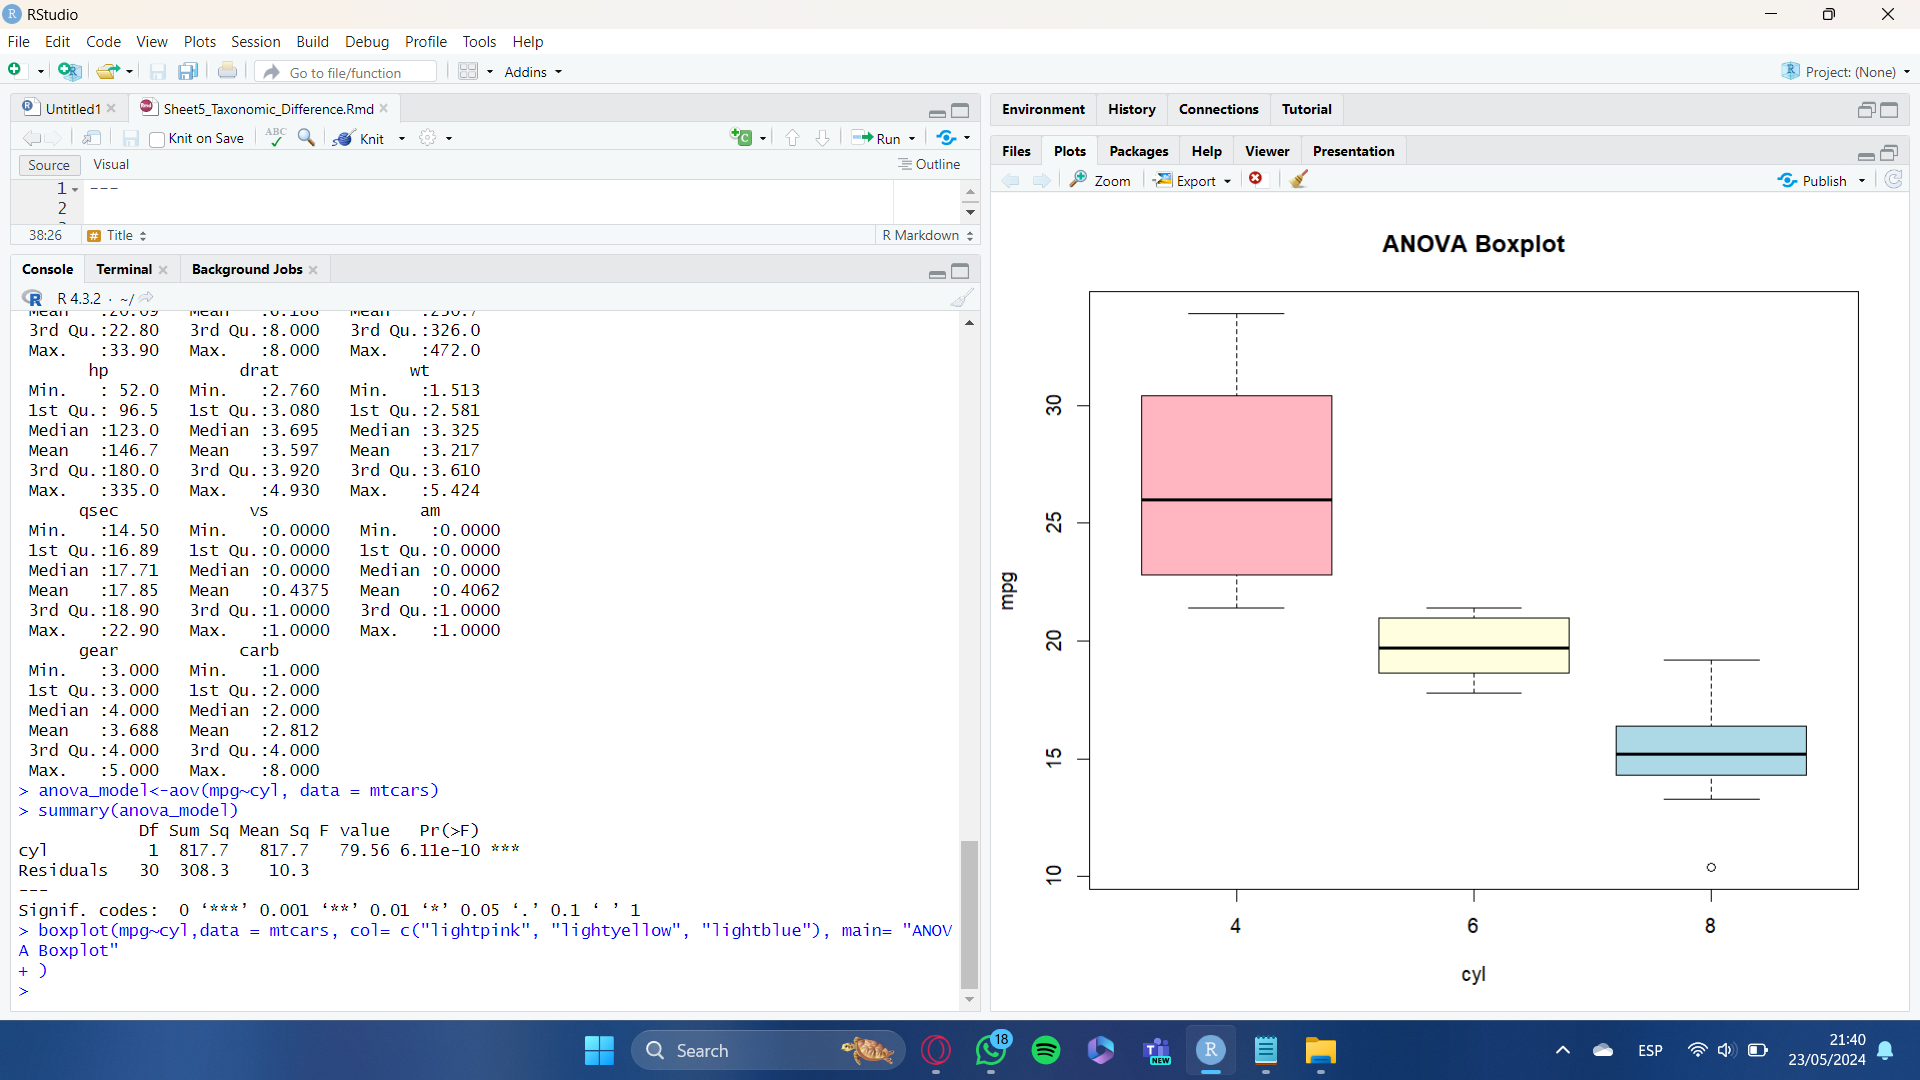 RStudio
File Edit Code View Plots Session Build Debug Profile Tools Help
Go to file/function Addins Project: (None)
Untitled1 Sheet5_Taxonomic_Difference.Rmd
Knit on Save ABC Knit Run
Source Visual Outline
1 ---
2
38:26 # Title R Markdown
Console Terminal Background Jobs
R 4.3.2 · ~/
Mean :20.09 Mean :6.188 Mean :230.7
3rd Qu.:22.80 3rd Qu.:8.000 3rd Qu.:326.0
Max. :33.90 Max. :8.000 Max. :472.0
hp drat wt
Min. : 52.0 Min. :2.760 Min. :1.513
1st Qu.: 96.5 1st Qu.:3.080 1st Qu.:2.581
Median :123.0 Median :3.695 Median :3.325
Mean :146.7 Mean :3.597 Mean :3.217
3rd Qu.:180.0 3rd Qu.:3.920 3rd Qu.:3.610
Max. :335.0 Max. :4.930 Max. :5.424
qsec vs am
Min. :14.50 Min. :0.0000 Min. :0.0000
1st Qu.:16.89 1st Qu.:0.0000 1st Qu.:0.0000
Median :17.71 Median :0.0000 Median :0.0000
Mean :17.85 Mean :0.4375 Mean :0.4062
3rd Qu.:18.90 3rd Qu.:1.0000 3rd Qu.:1.0000
Max. :22.90 Max. :1.0000 Max. :1.0000
gear carb
Min. :3.000 Min. :1.000
1st Qu.:3.000 1st Qu.:2.000
Median :4.000 Median :2.000
Mean :3.688 Mean :2.812
3rd Qu.:4.000 3rd Qu.:4.000
Max. :5.000 Max. :8.000
> anova_model<-aov(mpg~cyl, data = mtcars)
> summary(anova_model)
Df Sum Sq Mean Sq F value Pr(>F)
cyl 1 817.7 817.7 79.56 6.11e-10 ***
Residuals 30 308.3 10.3
---
Signif. codes: 0 ‘***’ 0.001 ‘**’ 0.01 ‘*’ 0.05 ‘.’ 0.1 ‘ ’ 1
> boxplot(mpg~cyl,data = mtcars, col= c("lightpink", "lightyellow", "lightblue"), main= "ANOV
A Boxplot"
+ )
>
Environment History Connections Tutorial
Files Plots Packages Help Viewer Presentation
Zoom Export Publish
ANOVA Boxplot
30
25
20
15
10
mpg
4 6 8
cyl
Search 18 NEW ESP 21:40
23/05/2024